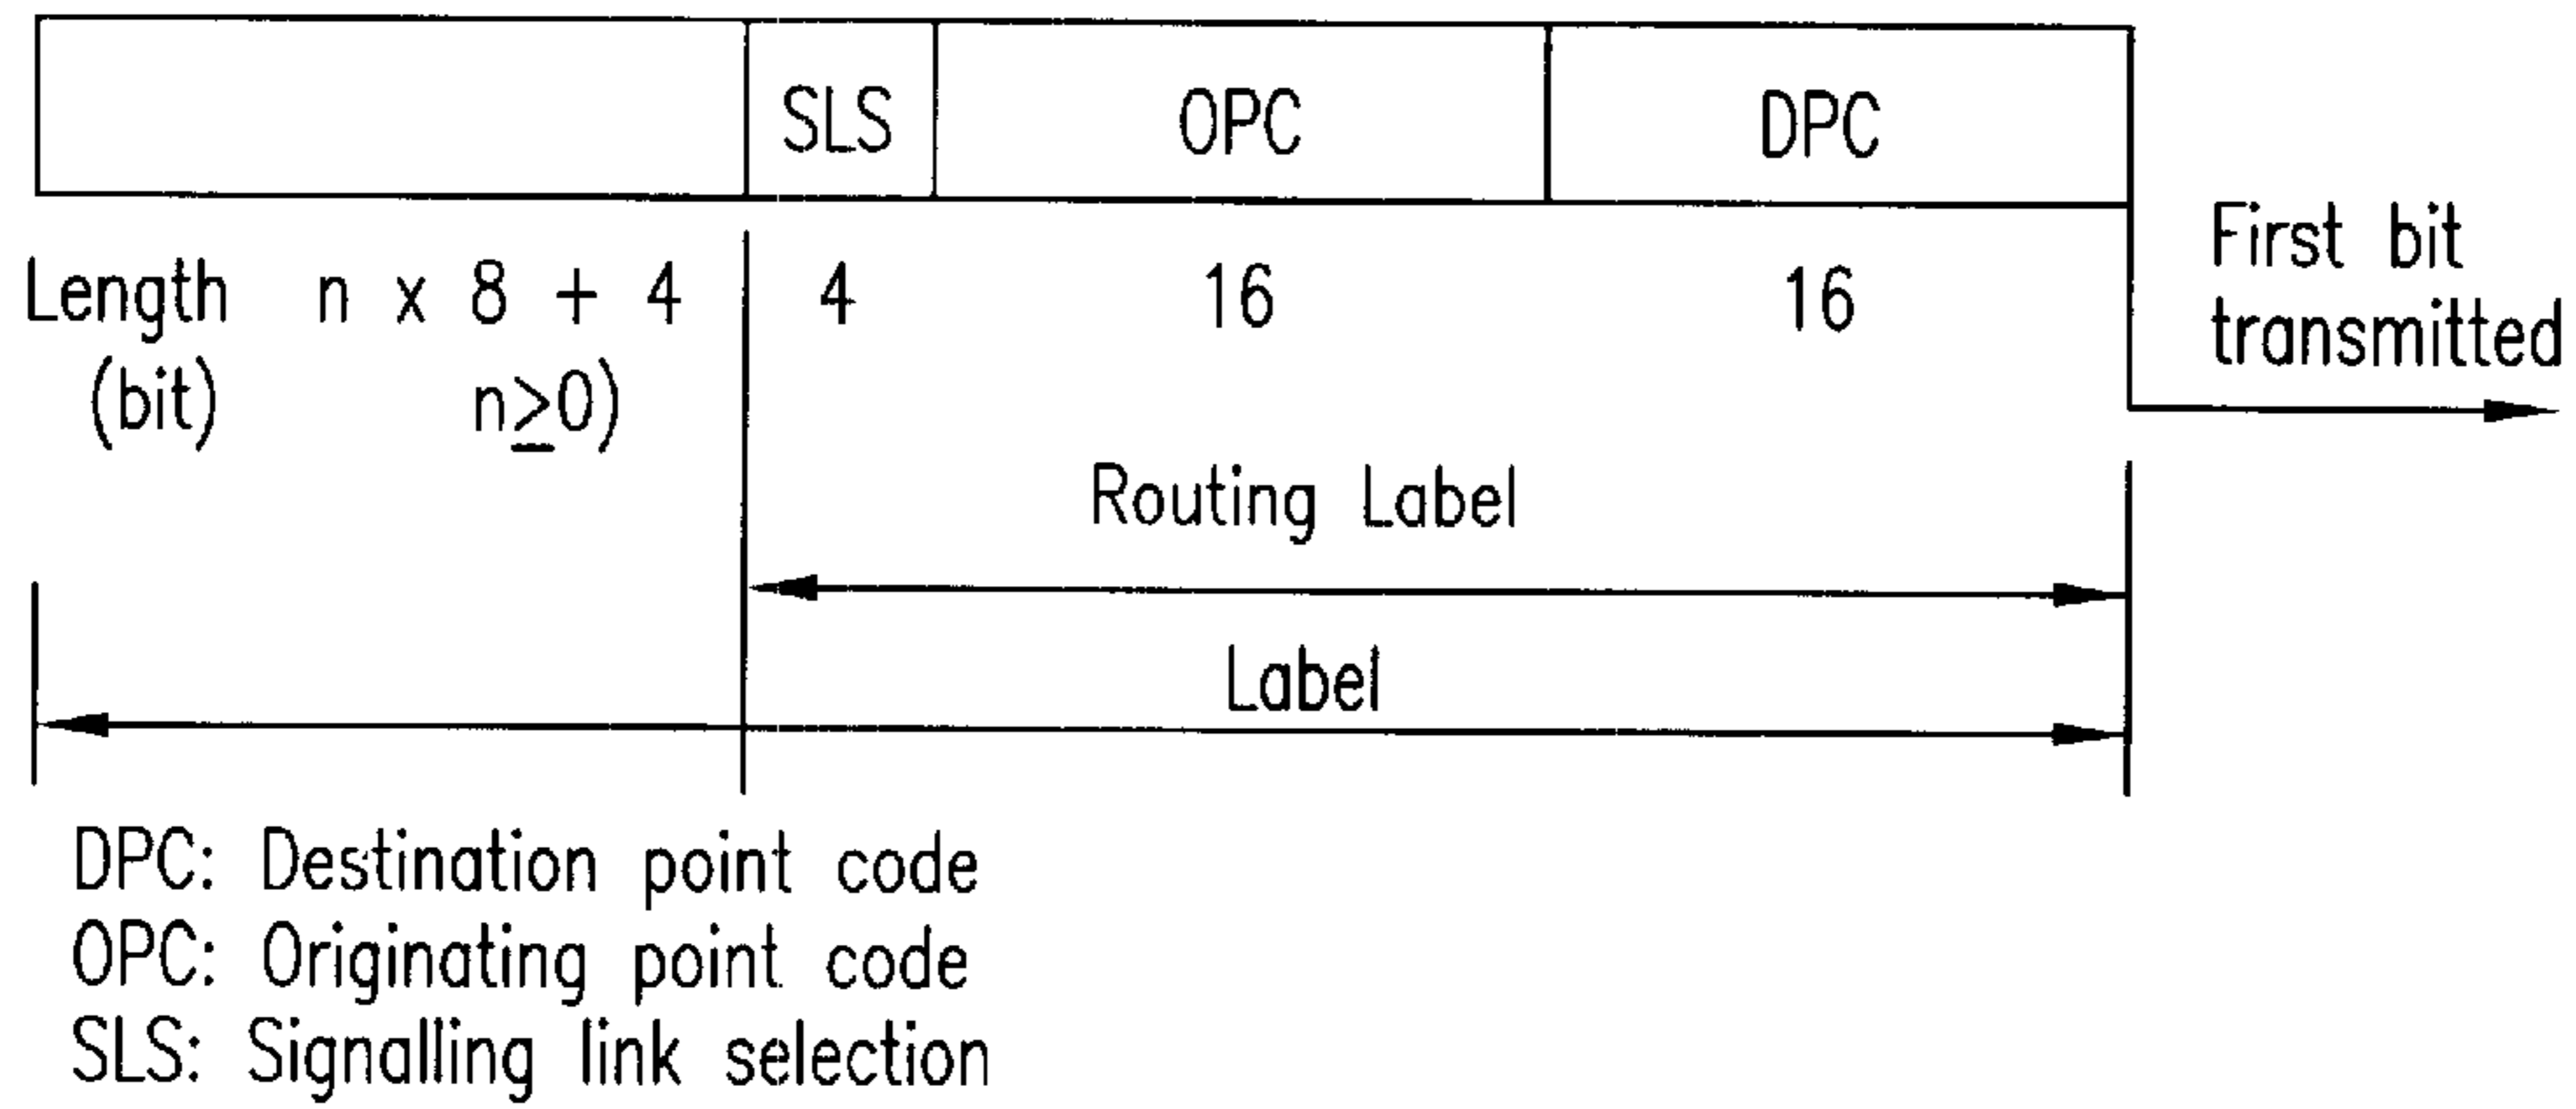 SLS OPC DPC
Length n x 8 + 4 4 16 16 First bit
(bit) n≥0) transmitted
Routing Label
Label
DPC: Destination point code
OPC: Originating point code
SLS: Signalling link selection